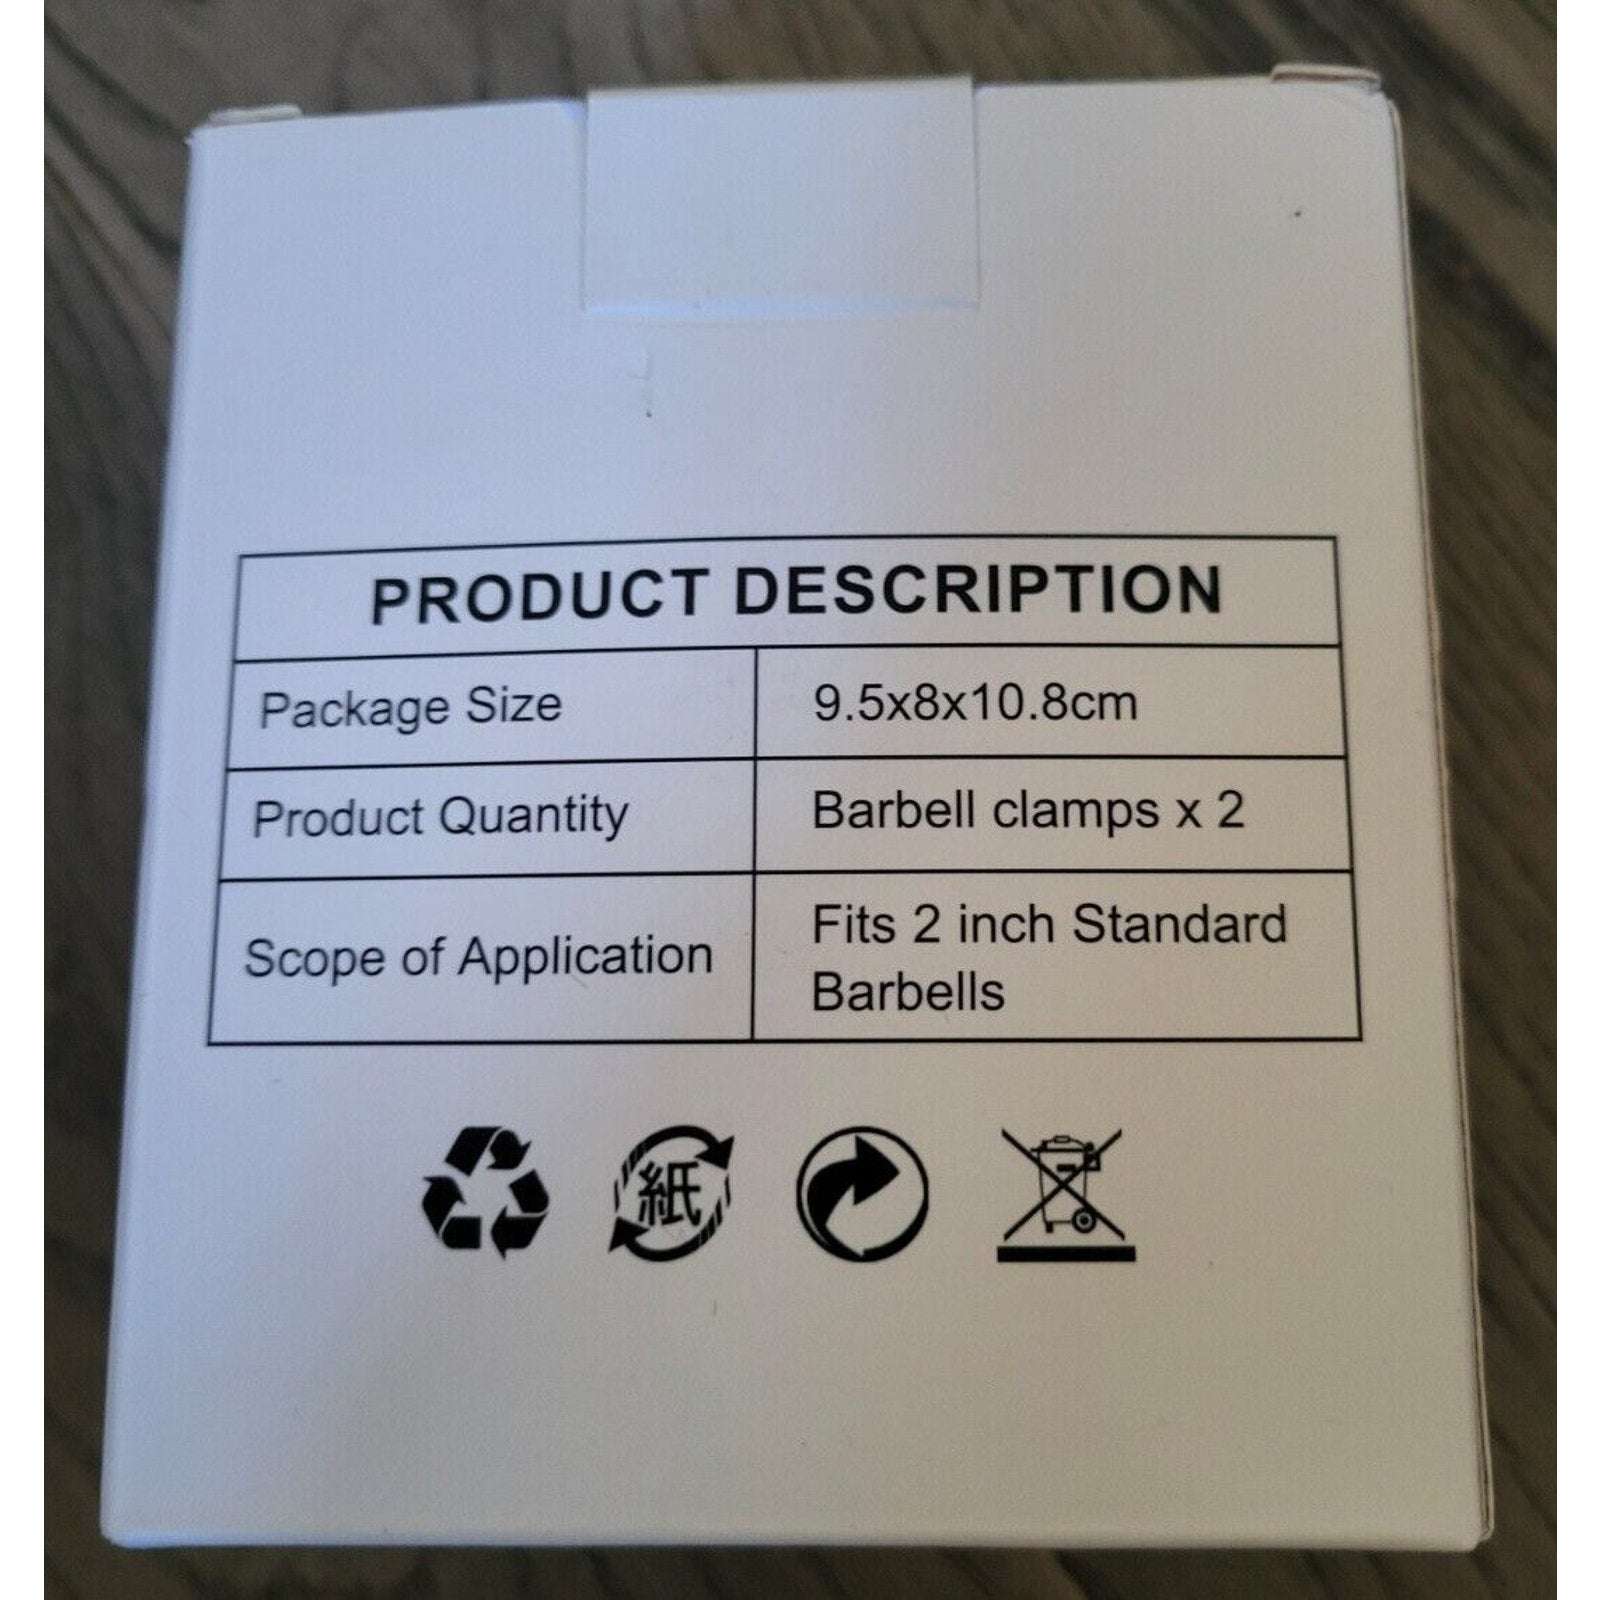 PRODUCT DESCRIPTION
Package Size
9.5x8x10.8cm
Product Quantity
Barbell clamps x 2
Scope of Application
Fits 2 inch Standard
Barbells
紙